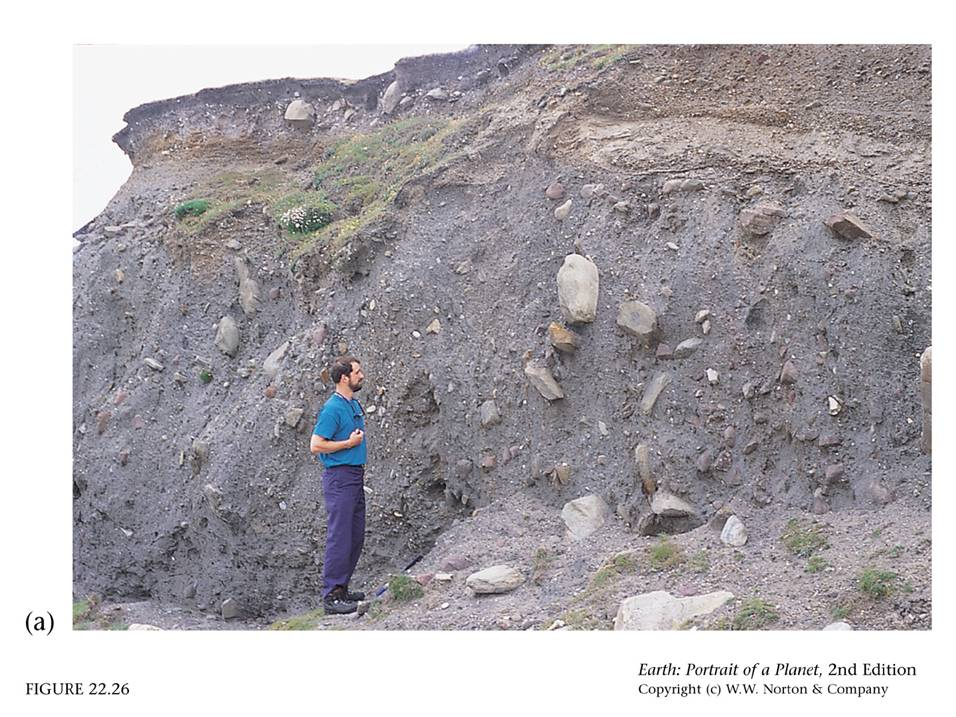 (a)
Earth: Portrait of a Planet, 2nd Edition
FIGURE 22.26
Copyright (c) W.W. Norton & Company